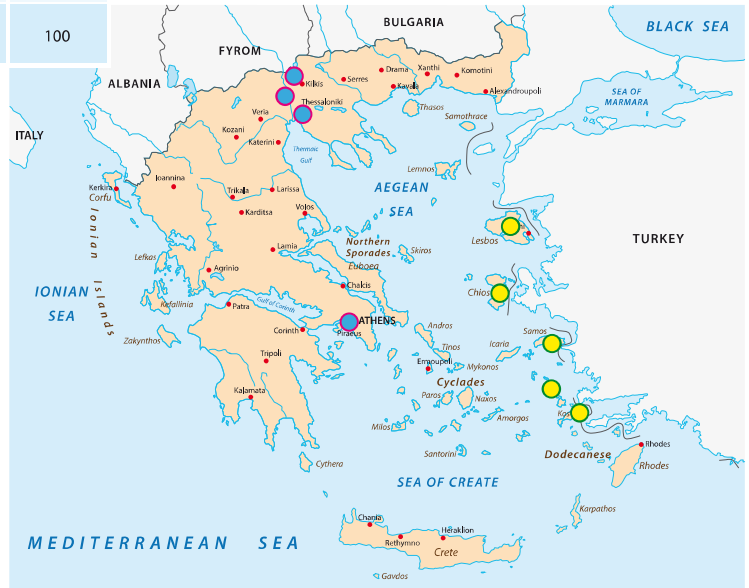 100
BULGARIA
BLACK SEA
FYROM
ALBANIA
ITALY
Drama
Xanthi
Komotini
Serres
Kilkis
Kavala
Alexandroupoli
SEA OF
MARMARA
Thessaloniki
Thasos
Veria
Samothrace
Kozani
Katerini
Thermaic
Gulf
Lemnos
Ioannina
Kerkira
Corfu
Trikala
Larissa
AEGEAN
SEA
Karditsa
Volos
Ionian
Islands
Northern
Sporades
Skiros
Lesbos
TURKEY
Lamia
Euboea
Lefkas
Agrinio
Chalcis
IONIAN
SEA
Kefallinia
Chios
Patra
Gulf of Corinth
ATHENS
Piraeus
Corinth
Zakynthos
Andros
Samos
Tinos
Icaria
Tripoli
Emoupoli
Mykonos
Cyclades
Kalamata
Paros
Naxos
Kos
Milos
Amorgos
Santorini
Dodecanese
Rhodes
Rhodes
Cythera
SEA OF CREATE
Karpathos
Chania
Heraklion
Rethymno
Crete
MEDITERRANEAN SEA
Gavdos